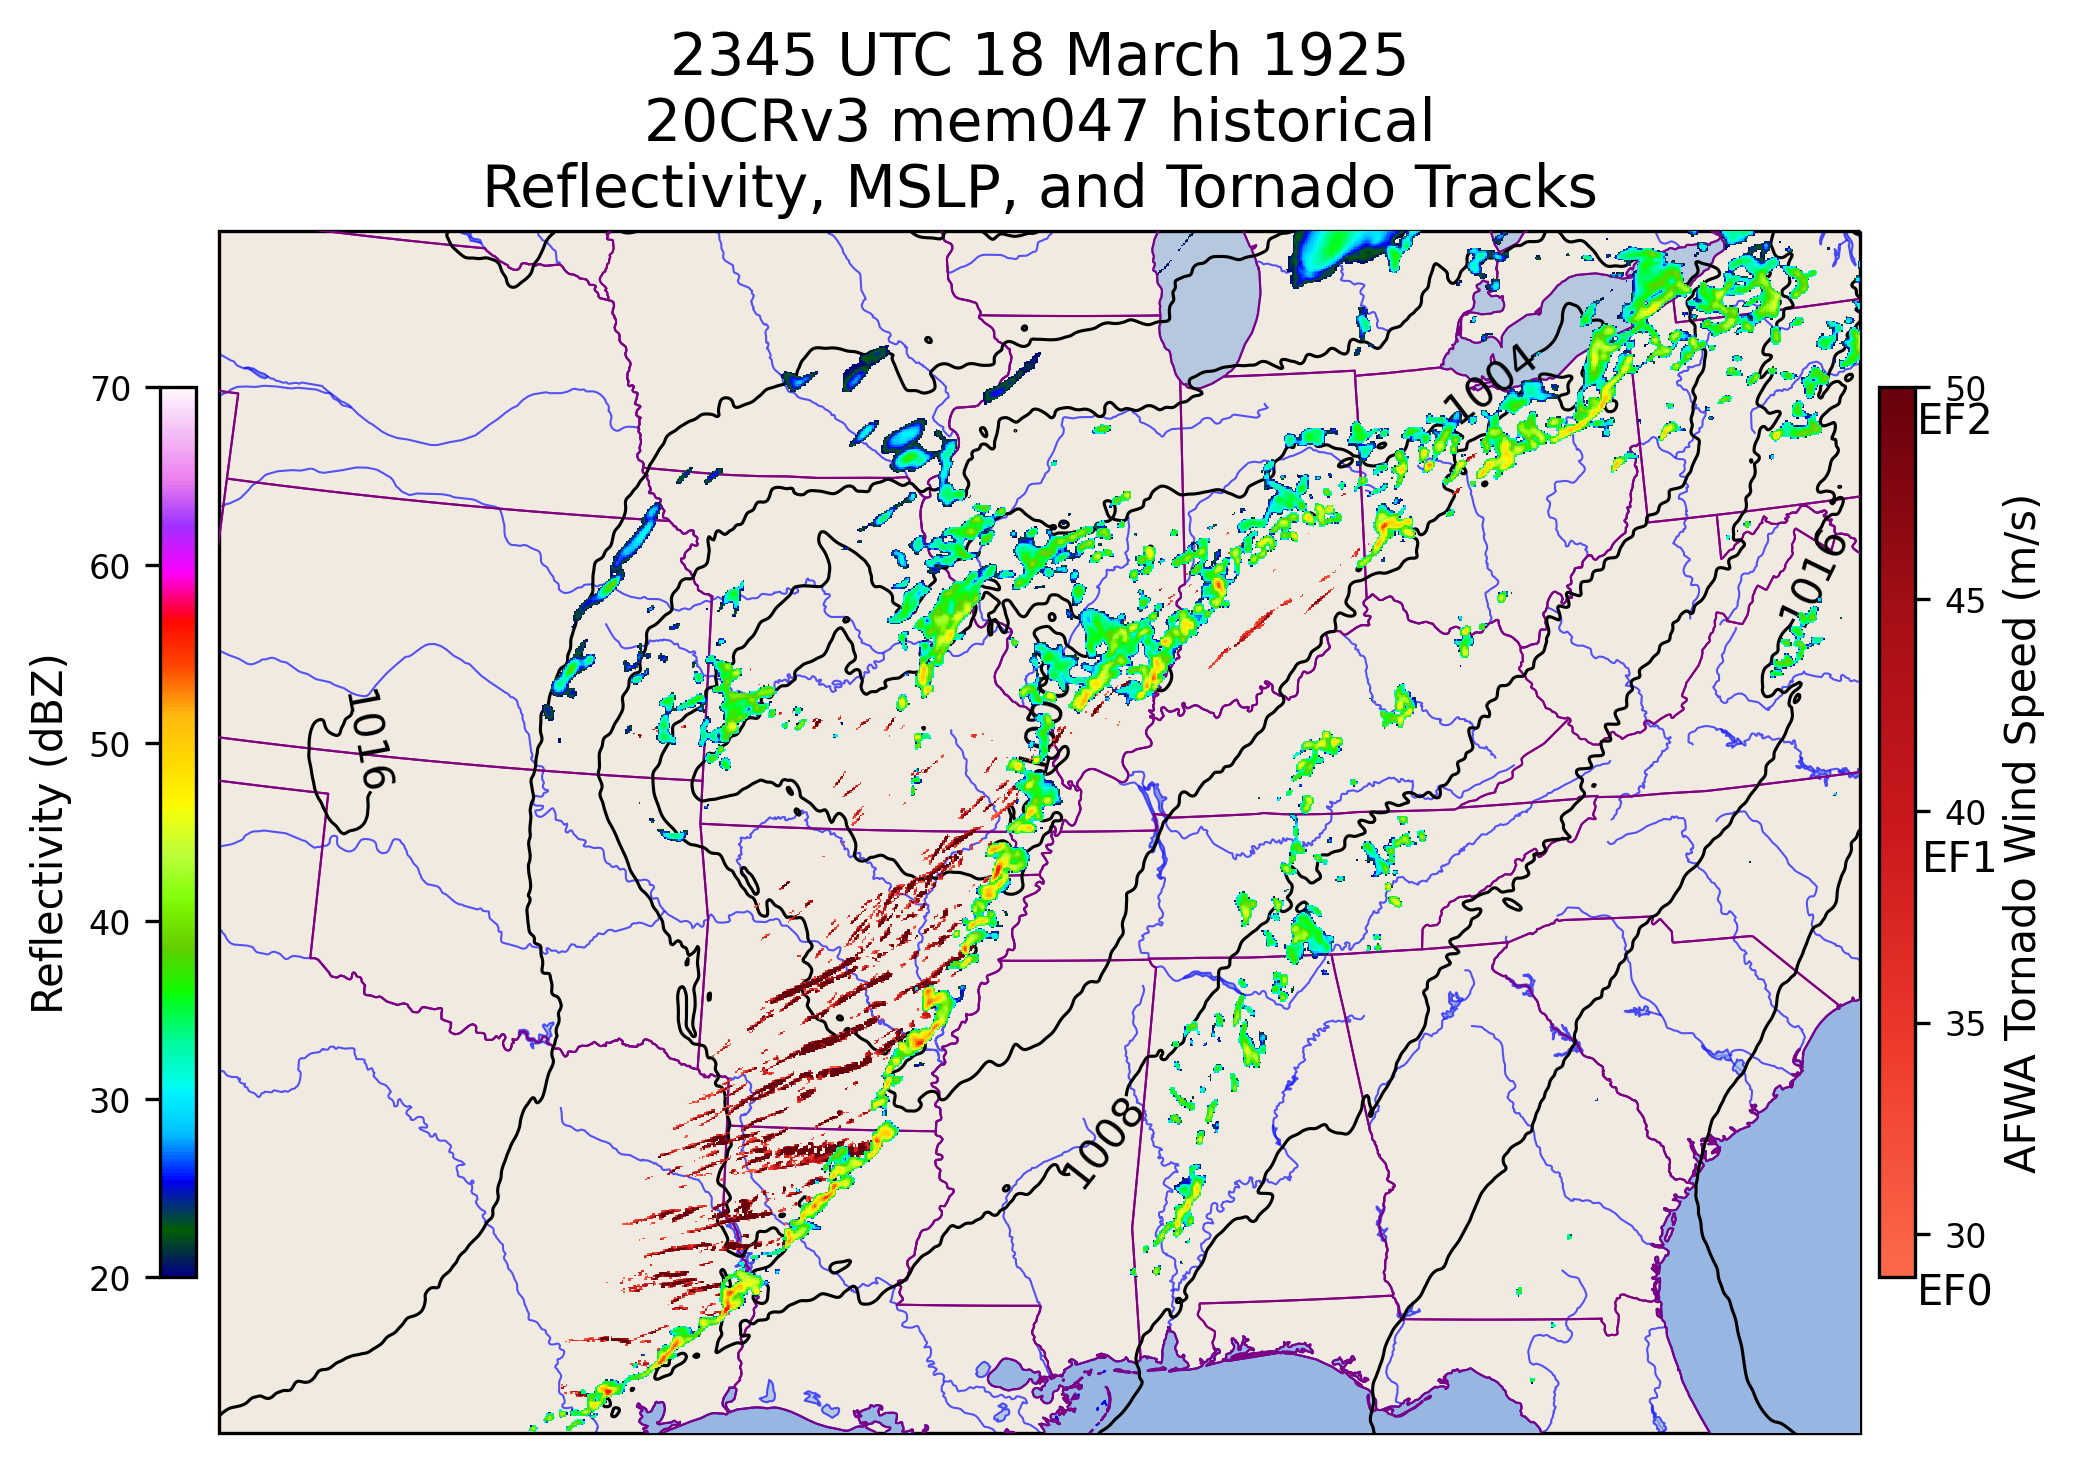 2345 UTC 18 March 1925
20CRv3 mem047 historical
Reflectivity, MSLP, and Tornado Tracks
Reflectivity (dBZ)
70
60
50
40
30
20
1004
1016
1016
1008
50
EF2
45
40
EF1
35
30
EF0
AFWA Tornado Wind Speed (m/s)